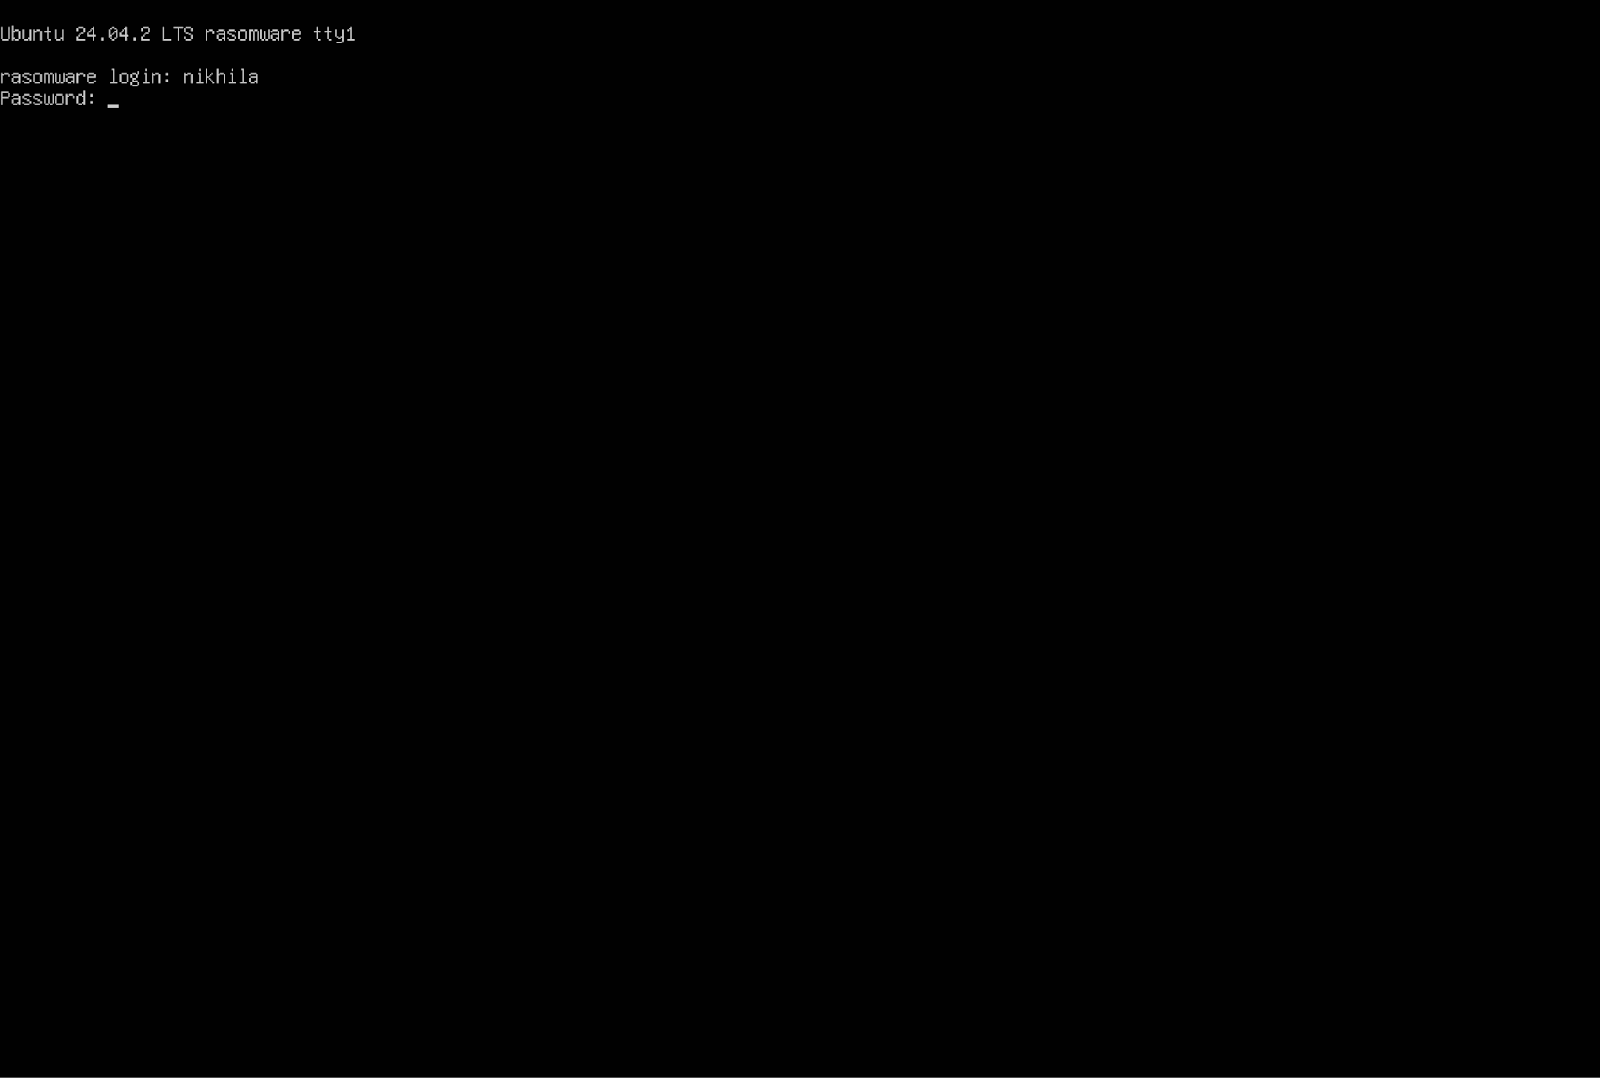 Ubuntu 24.04.2 LTS rasomware tty1
rasomware login: nikhila
Password: _